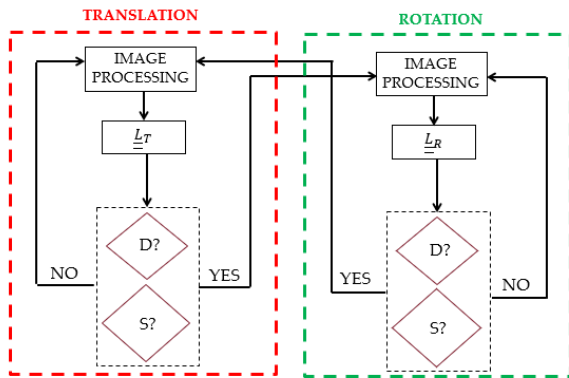 TRANSLATION
IMAGE
PROCESSING
L_T
D?
S?
NO
YES
ROTATION
IMAGE
PROCESSING
L_R
D?
S?
YES
NO